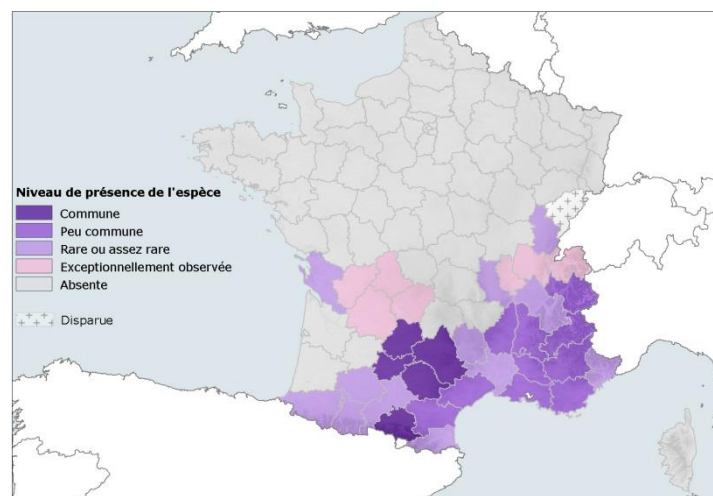 Niveau de présence de l'espèce
Commune
Peu commune
Rare ou assez rare
Exceptionnellement observée
Absente
Disparue